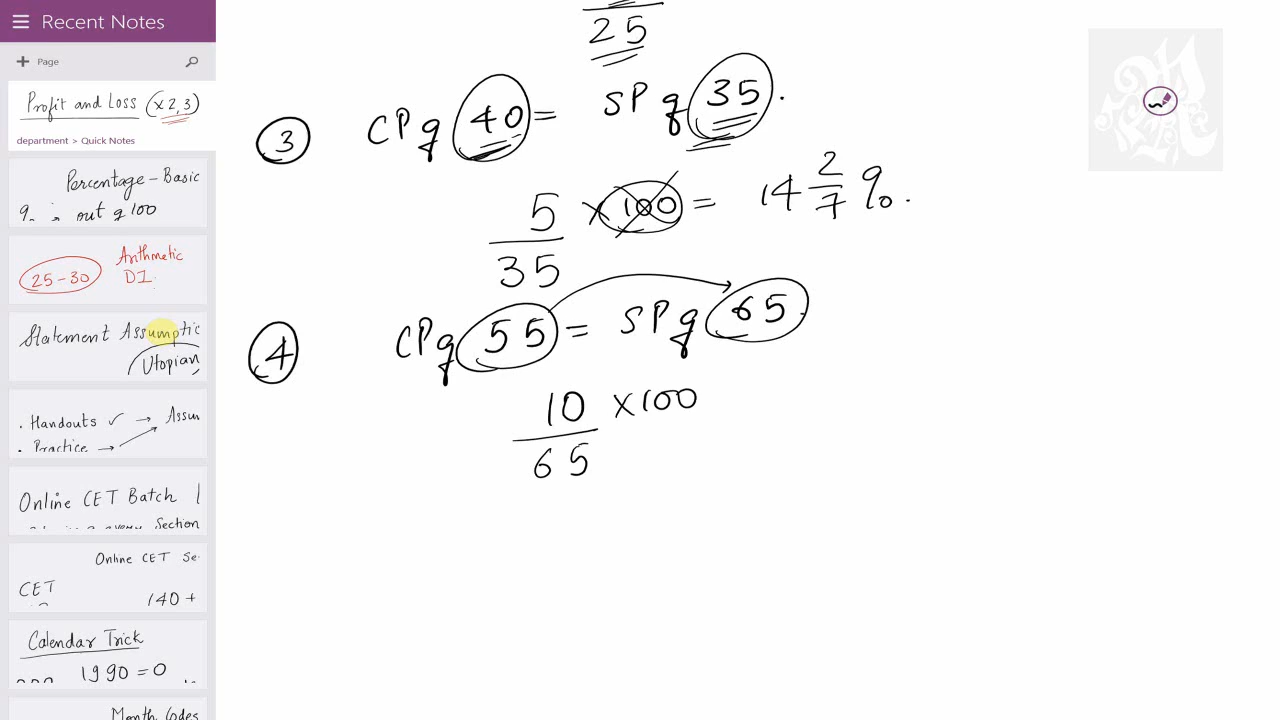 Recent Notes
Page
Profit and Loss (x2,3)
department > Quick Notes
Percentage - Basic
% is out of 100
25-30 Arithmetic
DI
Statement Assumptic
Utopian
. Handouts ✓ → Assum
. Practice →
Online CET Batch |
Section
Online CET Se
CET
140 +
Calendar Trick
1990 = 0
Month Codes
25
③ CP of 40 = SP of 35.
5/35 × 100 = 14 2/7 %.
④ CP of 55 = SP of 65
10/65 × 100